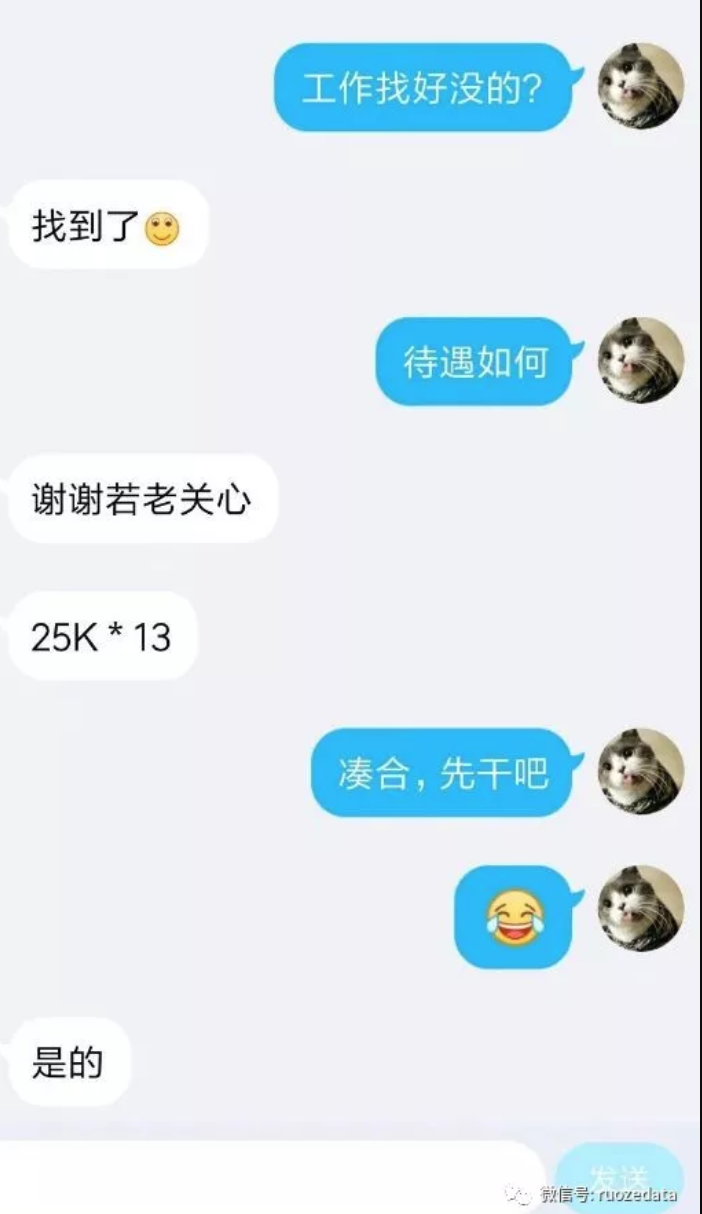 工作找好没的?
找到了
待遇如何
谢谢若老关心
25K * 13
凑合，先干吧
是的
发送
微信号: ruozedata